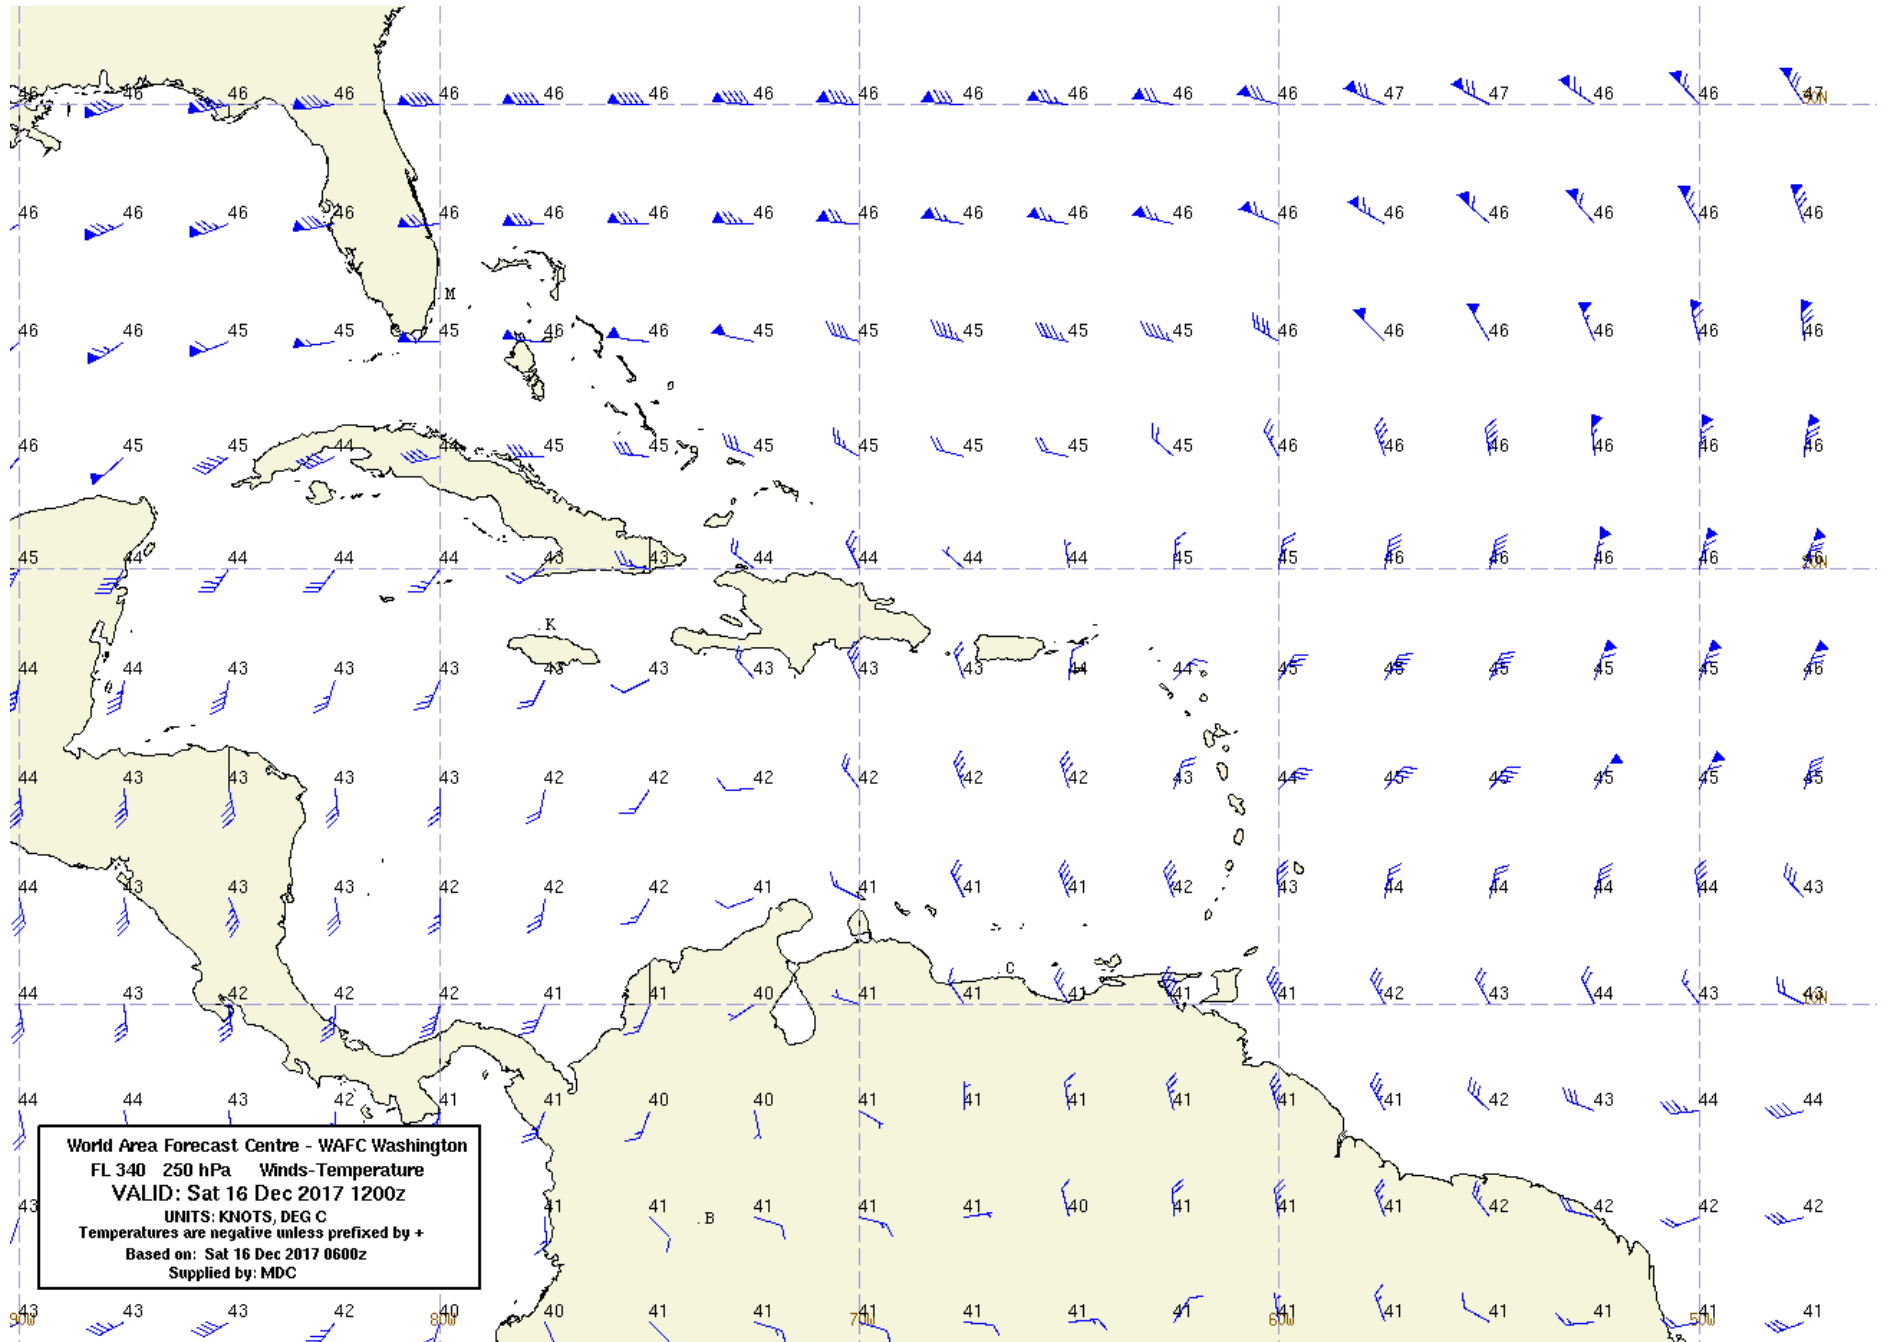 46 46 46 46 46 46 46 46 46 46 46 46 46 47 47 46 46 47
46 46 46 46 46 46 46 46 46 46 46 46 46 46 46 46 46 46
M
46 46 45 45 45 46 46 45 45 45 45 45 46 46 46 46 46 46
46 45 45 44 44 45 45 45 45 45 45 45 46 46 46 46 46 46
45 44 44 44 44 43 43 44 44 44 44 45 45 46 46 46 46 46
.K
44 44 43 43 43 43 43 43 43 43 44 44 45 45 45 45 45 46
44 43 43 43 43 42 42 42 42 42 42 43 44 45 45 45 45 45
44 43 43 43 42 42 42 41 41 41 41 42 43 44 44 44 44 43
.C
44 43 42 42 42 41 41 40 41 41 41 41 41 42 43 44 43 43
10N
44 44 43 42 41 41 40 40 41 41 41 41 41 41 42 43 44 44
World Area Forecast Centre - WAFC Washington
FL 340 250 hPa Winds-Temperature
VALID: Sat 16 Dec 2017 1200z
UNITS: KNOTS, DEG C
Temperatures are negative unless prefixed by +
Based on: Sat 16 Dec 2017 0600z
Supplied by: MDC
43 41 41 41 41 41 40 41 41 41 42 42 42 42
.B
43 43 43 42 40 40 41 41 41 41 41 41 41 41 41 41 41 41
90W 80W 70W 60W 50W